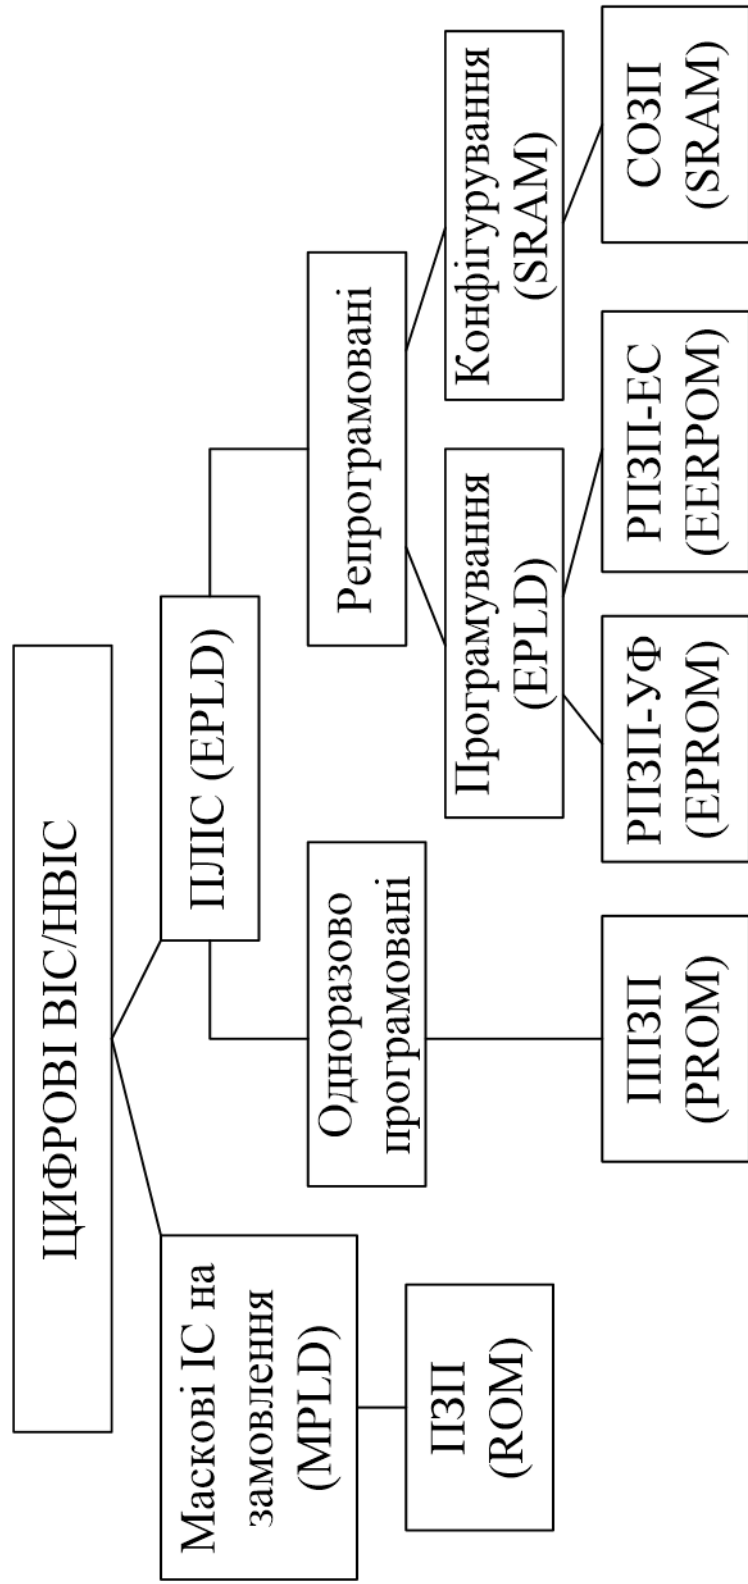 ЦИФРОВІ ВІС/НВІС
Маскові ІС на
замовлення
(MPLD)
ПЛІС (EPLD)
Одноразово
програмовані
Репрограмовані
ПЗП
(ROM)
Програмування
(EPLD)
Конфігурування
(SRAM)
ППЗП
(PROM)
РПЗП-УФ
(EPROM)
РПЗП-ЕС
(EERPOM)
СОЗП
(SRAM)